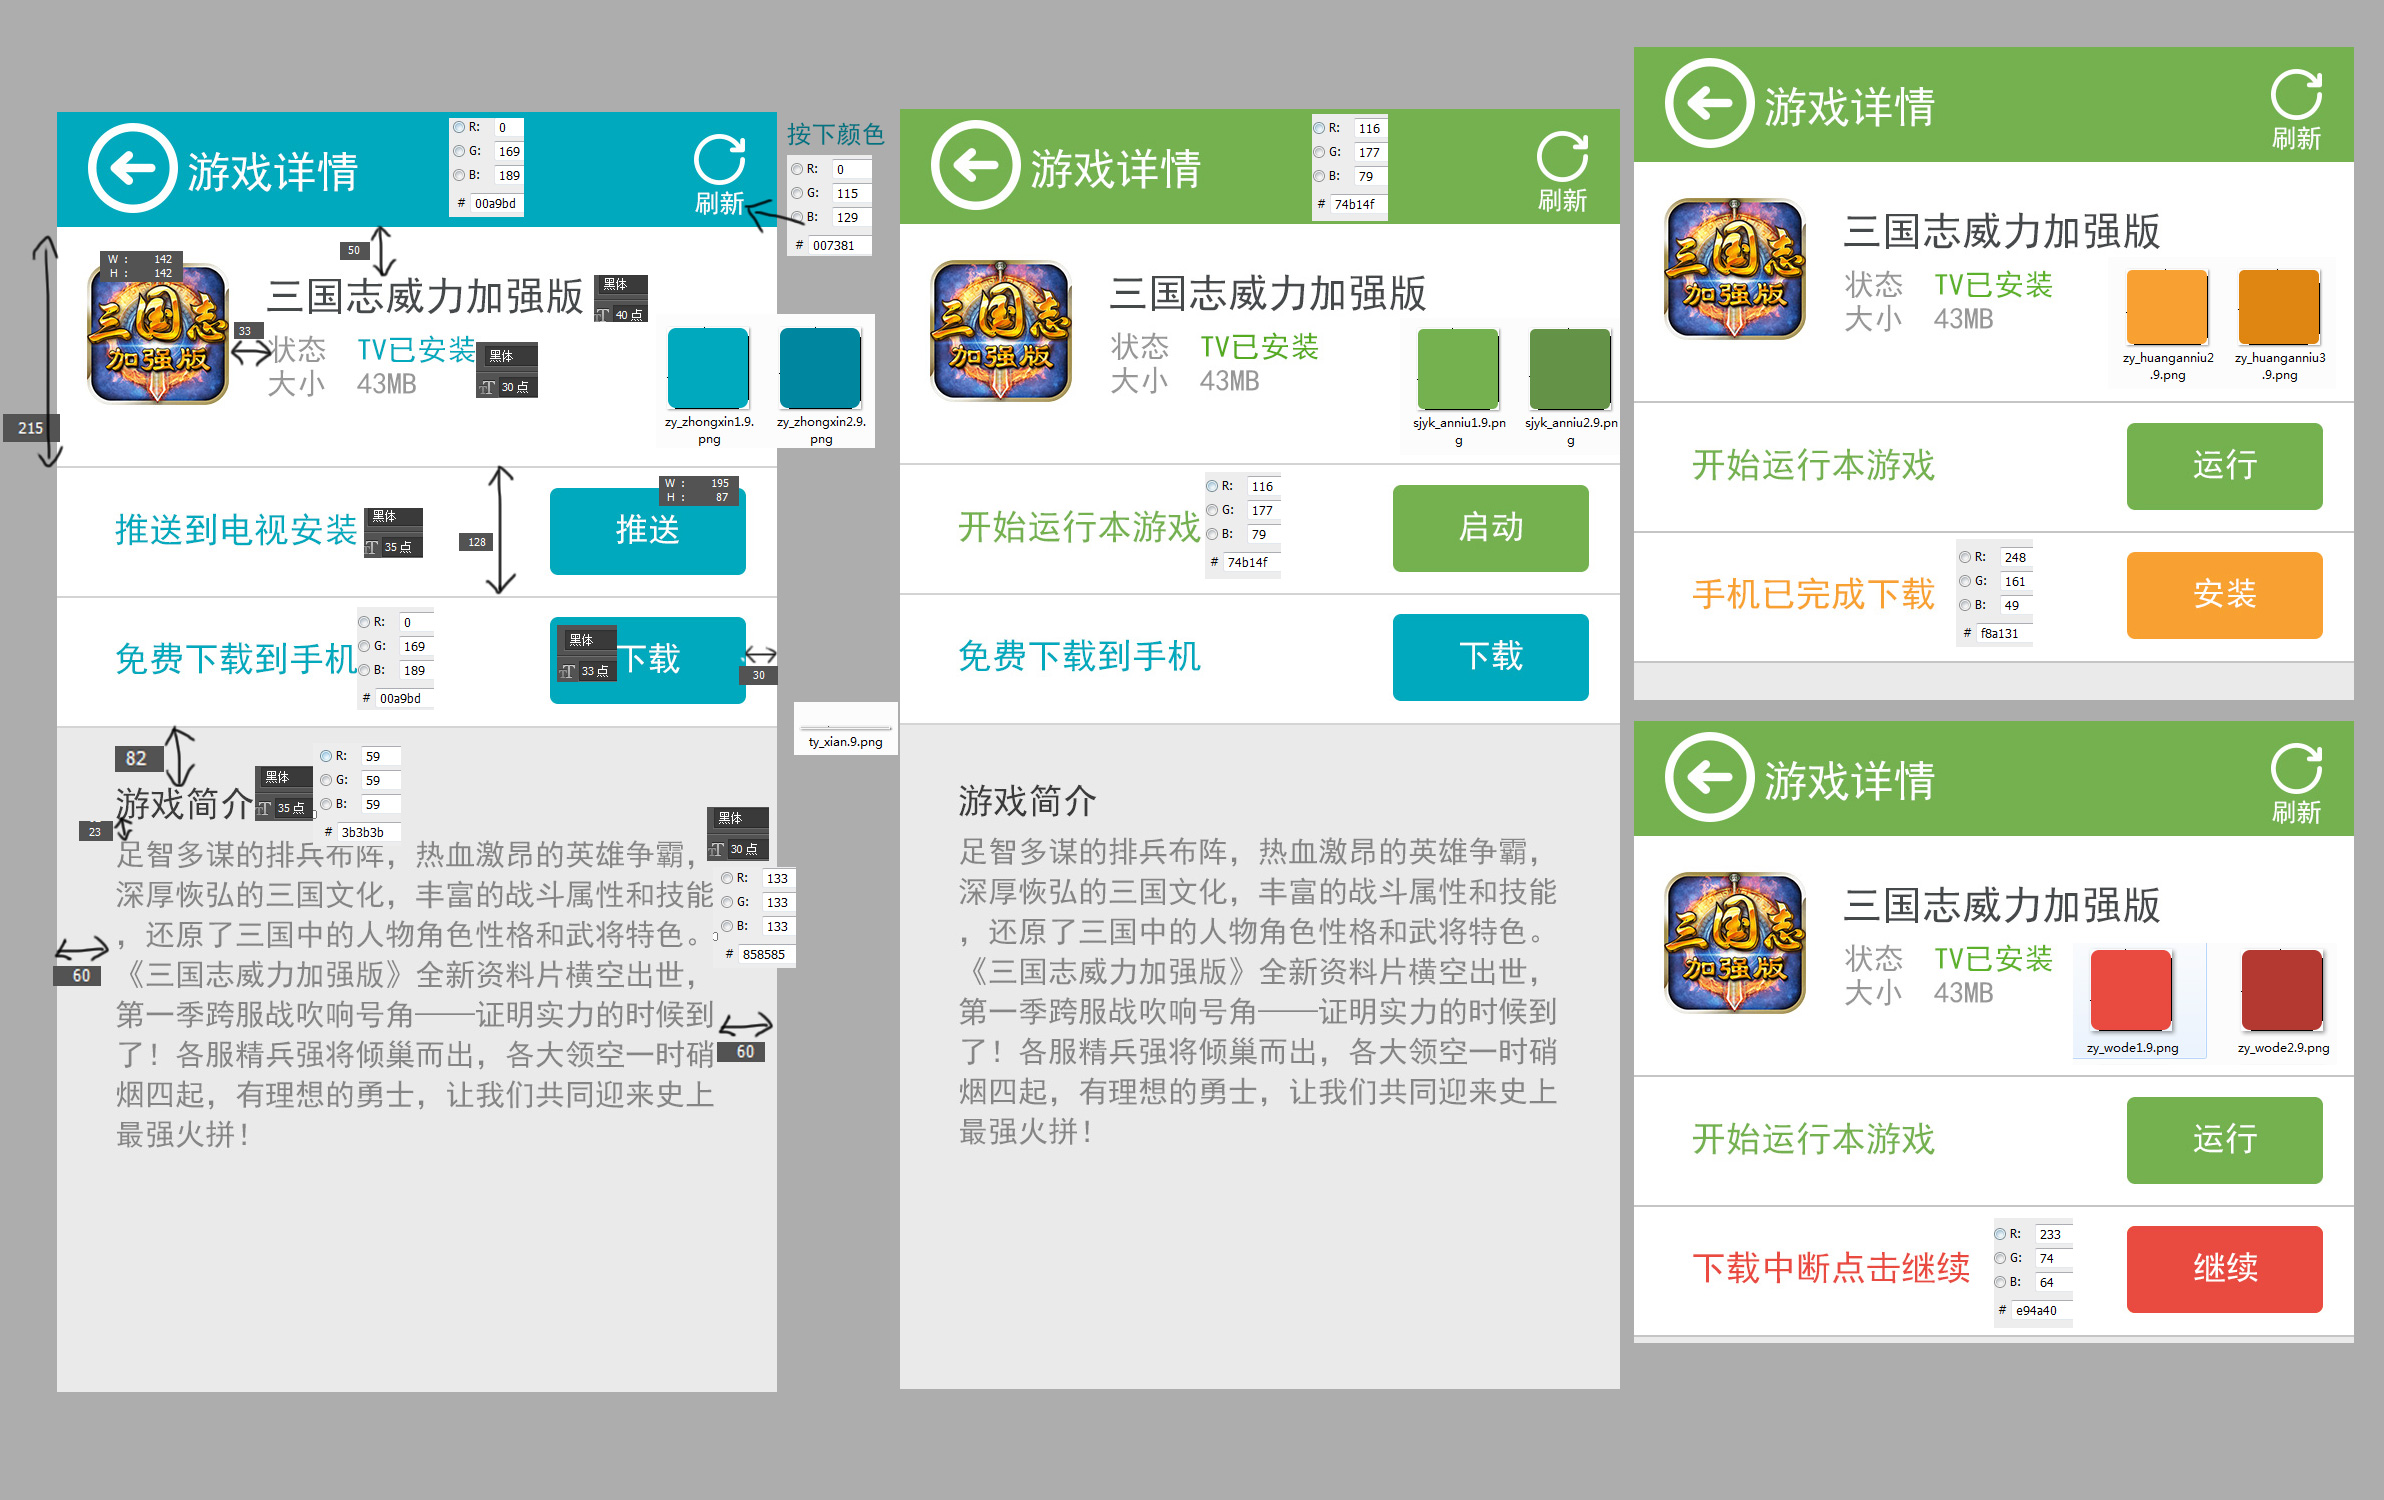 游戏详情
刷新
R: 0
G: 169
B: 189
# 00a9bd
按下颜色
R: 0
G: 115
B: 129
# 007381
50
W : 142
H : 142
三国志
加强版
三国志威力加强版
黑体
40 点
33
状态 TV已安装
大小 43MB
黑体
30 点
215
zy_zhongxin1.9.png
zy_zhongxin2.9.png
推送到电视安装
黑体
35 点
128
W : 195
H : 87
推送
免费下载到手机
R: 0
G: 169
B: 189
# 00a9bd
黑体
33 点
下载
30
ty_xian.9.png
82
游戏简介
黑体
35 点
R: 59
G: 59
B: 59
# 3b3b3b
23
黑体
30 点
R: 133
G: 133
B: 133
# 858585
足智多谋的排兵布阵，热血激昂的英雄争霸，
深厚恢弘的三国文化，丰富的战斗属性和技能
，还原了三国中的人物角色性格和武将特色。
《三国志威力加强版》全新资料片横空出世，
第一季跨服战吹响号角——证明实力的时候到
了！各服精兵强将倾巢而出，各大领空一时硝
烟四起，有理想的勇士，让我们共同迎来史上
最强火拼！
60
60
游戏详情
刷新
R: 116
G: 177
B: 79
# 74b14f
三国志
加强版
三国志威力加强版
状态 TV已安装
大小 43MB
sjyk_anniu1.9.png
sjyk_anniu2.9.png
开始运行本游戏
R: 116
G: 177
B: 79
# 74b14f
启动
免费下载到手机
下载
游戏简介
足智多谋的排兵布阵，热血激昂的英雄争霸，
深厚恢弘的三国文化，丰富的战斗属性和技能
，还原了三国中的人物角色性格和武将特色。
《三国志威力加强版》全新资料片横空出世，
第一季跨服战吹响号角——证明实力的时候到
了！各服精兵强将倾巢而出，各大领空一时硝
烟四起，有理想的勇士，让我们共同迎来史上
最强火拼！
游戏详情
刷新
三国志
加强版
三国志威力加强版
状态 TV已安装
大小 43MB
zy_huanganniu2.9.png
zy_huanganniu3.9.png
开始运行本游戏
运行
手机已完成下载
R: 248
G: 161
B: 49
# f8a131
安装
游戏详情
刷新
三国志
加强版
三国志威力加强版
状态 TV已安装
大小 43MB
zy_wode1.9.png
zy_wode2.9.png
开始运行本游戏
运行
下载中断点击继续
R: 233
G: 74
B: 64
# e94a40
继续